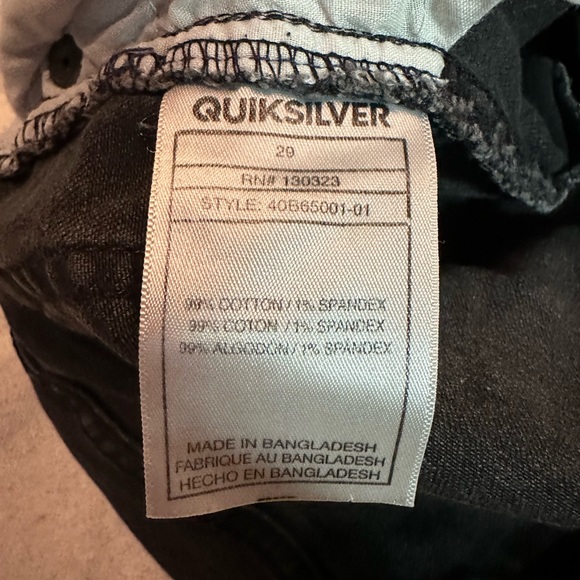 QUIKSILVER
29
RN# 130323
STYLE: 40B65001-01
99% COTTON / 1% SPANDEX
99% COTON / 1% SPANDEX
99% ALGODON / 1% SPANDEX
MADE IN BANGLADESH
FABRIQUE AU BANGLADESH
HECHO EN BANGLADESH